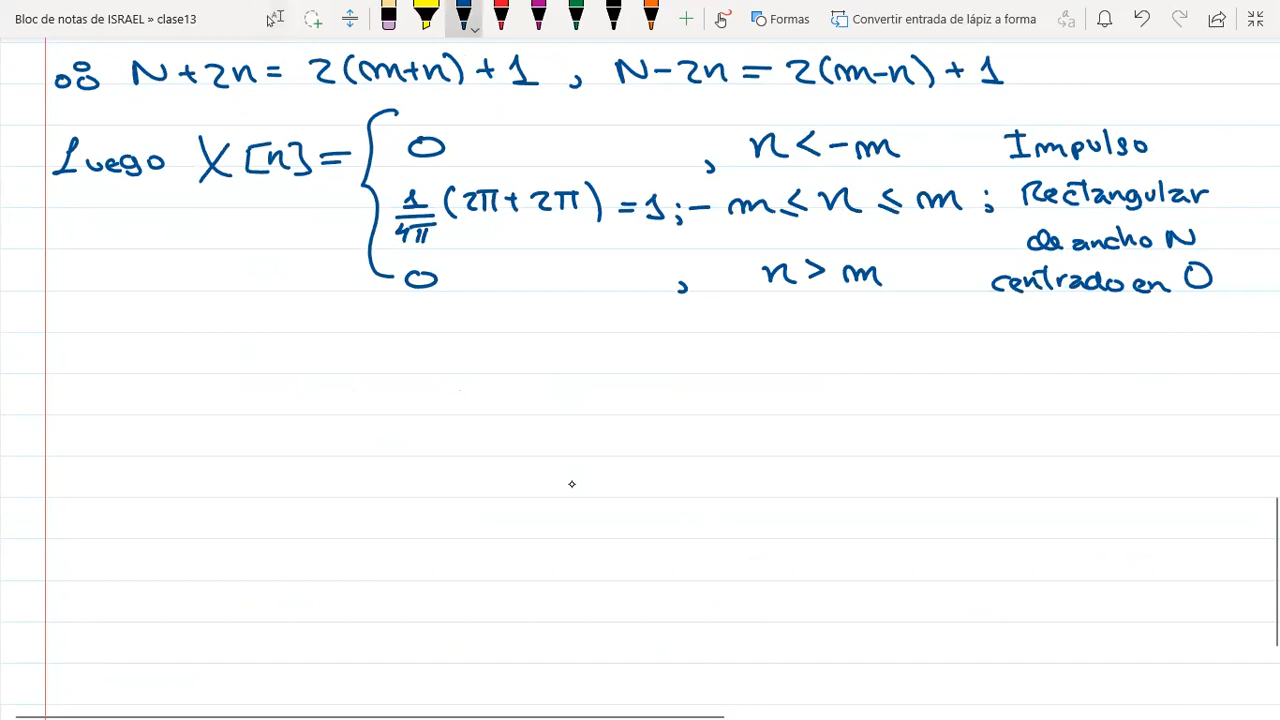 Bloc de notas de ISRAEL » clase13
Formas
Convertir entrada de lápiz a forma
∴ N+2n = 2(m+n)+1 , N-2n = 2(m-n)+1
Luego X[n] = {
0 , n < -m
1/4π (2π + 2π) = 1 ; -m ≤ n ≤ m ;
0 , n > m
Impulso
Rectangular
de ancho N
centrado en 0